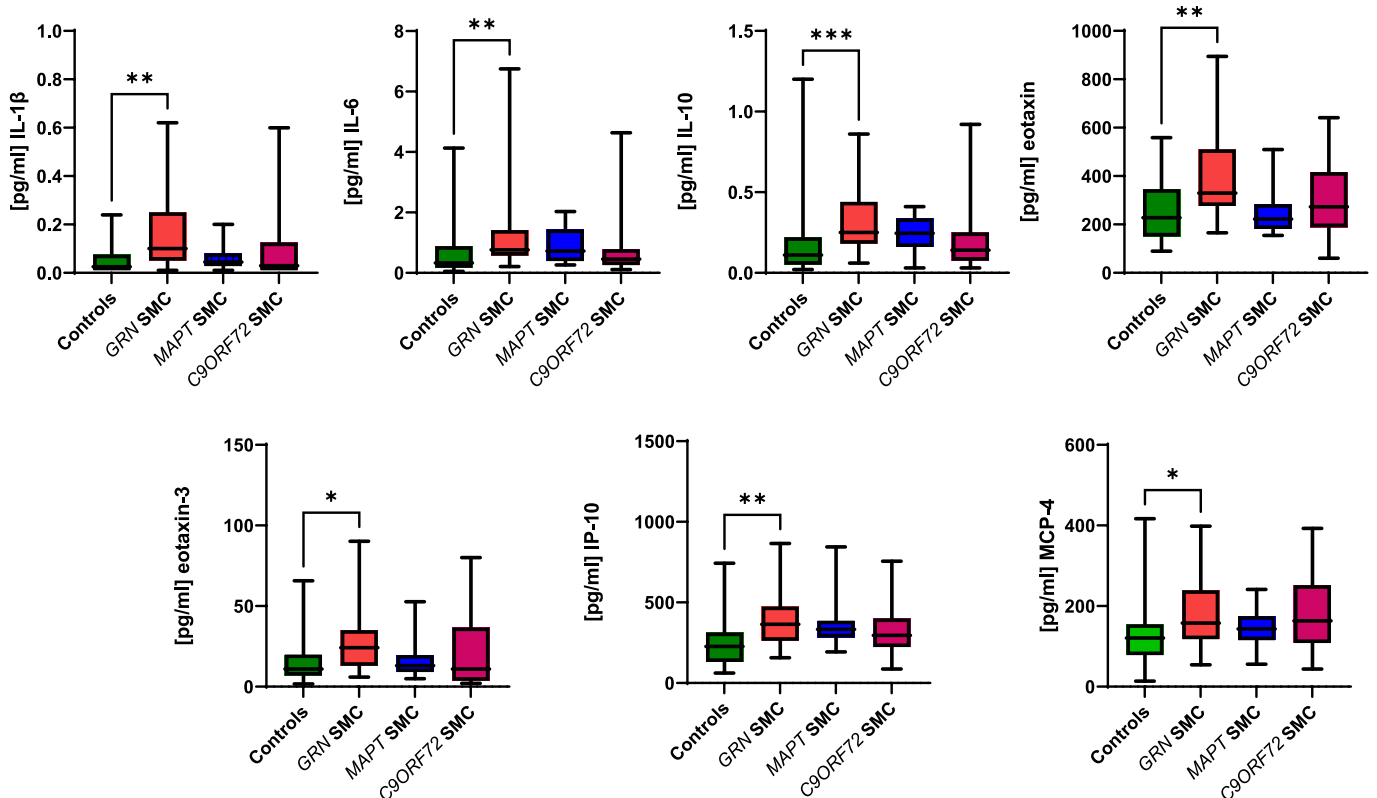 [pg/ml] IL-1β
1.0
0.8
0.6
0.4
0.2
0.0
**
Controls
GRN SMC
MAPT SMC
C9ORF72 SMC
[pg/ml] IL-6
8
6
4
2
0
**
Controls
GRN SMC
MAPT SMC
C9ORF72 SMC
[pg/ml] IL-10
1.5
1.0
0.5
0.0
***
Controls
GRN SMC
MAPT SMC
C9ORF72 SMC
[pg/ml] eotaxin
1000
800
600
400
200
0
**
Controls
GRN SMC
MAPT SMC
C9ORF72 SMC
[pg/ml] eotaxin-3
150
100
50
0
*
Controls
GRN SMC
MAPT SMC
C9ORF72 SMC
[pg/ml] IP-10
1500
1000
500
0
**
Controls
GRN SMC
MAPT SMC
C9ORF72 SMC
[pg/ml] MCP-4
600
400
200
0
*
Controls
GRN SMC
MAPT SMC
C9ORF72 SMC